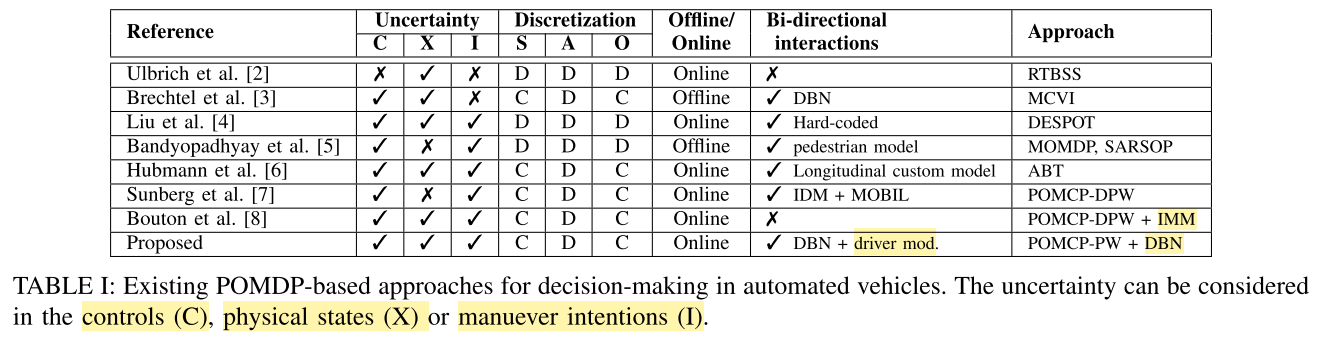 Reference Uncertainty Discretization Offline/ Online Bi-directional interactions Approach
C X I S A O
Ulbrich et al. [2] ✗ ✓ ✗ D D D Online ✗ RTBSS
Brechtel et al. [3] ✓ ✓ ✗ C D C Offline ✓ DBN MCVI
Liu et al. [4] ✓ ✓ ✓ D D D Online ✓ Hard-coded DESPOT
Bandyopadhyay et al. [5] ✓ ✗ ✓ D D D Offline ✓ pedestrian model MOMDP, SARSOP
Hubmann et al. [6] ✓ ✓ ✓ C D C Online ✓ Longitudinal custom model ABT
Sunberg et al. [7] ✓ ✗ ✓ C D C Online ✓ IDM + MOBIL POMCP-DPW
Bouton et al. [8] ✓ ✓ ✓ C D C Online ✗ POMCP-DPW + IMM
Proposed ✓ ✓ ✓ C D C Online ✓ DBN + driver mod. POMCP-PW + DBN
TABLE I: Existing POMDP-based approaches for decision-making in automated vehicles. The uncertainty can be considered
in the controls (C), physical states (X) or manuever intentions (I).